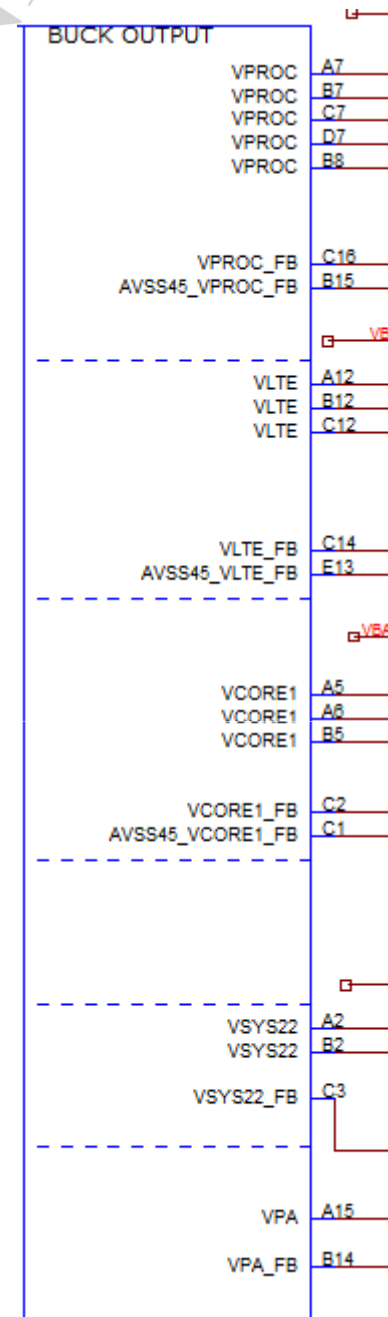 BUCK OUTPUT
VPROC A7
VPROC B7
VPROC C7
VPROC D7
VPROC B8
VPROC_FB C16
AVSS45_VPROC_FB B15
VLTE A12
VLTE B12
VLTE C12
VLTE_FB C14
AVSS45_VLTE_FB E13
VCORE1 A5
VCORE1 A6
VCORE1 B5
VCORE1_FB C2
AVSS45_VCORE1_FB C1
VSYS22 A2
VSYS22 B2
VSYS22_FB C3
VPA A15
VPA_FB B14